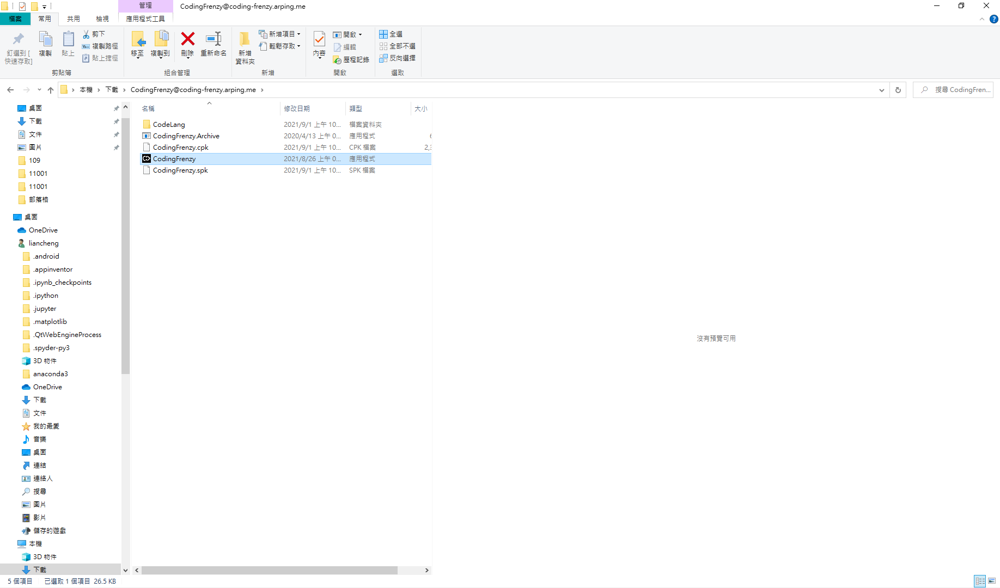 管理
CodingFrenzy@coding-frenzy.arping.me
檔案
常用
共用
檢視
應用程式工具
釘選到 [
快速存取]
複製
貼上
剪下
複製路徑
貼上捷徑
剪貼簿
移至
複製到
刪除
重新命名
組合管理
新增
資料夾
新增項目
輕鬆存取
新增
內容
開啟
編輯
歷程記錄
開啟
全選
全部不選
反向選擇
選取
本機 › 下載 › CodingFrenzy@coding-frenzy.arping.me ›
搜尋 CodingFren...
桌面
下載
文件
圖片
109
11001
11001
部落格
桌面
OneDrive
liancheng
.android
.appinventor
.ipynb_checkpoints
.ipython
.jupyter
.matplotlib
.QtWebEngineProcess
.spyder-py3
3D 物件
anaconda3
OneDrive
下載
文件
我的最愛
音樂
桌面
連結
連絡人
搜尋
圖片
影片
儲存的遊戲
本機
3D 物件
下載
名稱 修改日期 類型 大小
CodeLang 2021/9/1 上午 10... 檔案資料夾
CodingFrenzy.Archive 2020/4/13 上午 0... 應用程式 6
CodingFrenzy.cpk 2021/9/1 上午 10... CPK 檔案 2,3
CodingFrenzy 2021/8/26 上午 0... 應用程式
CodingFrenzy.spk 2021/9/1 上午 10... SPK 檔案
沒有預覽可用
5 個項目 已選取 1 個項目 26.5 KB